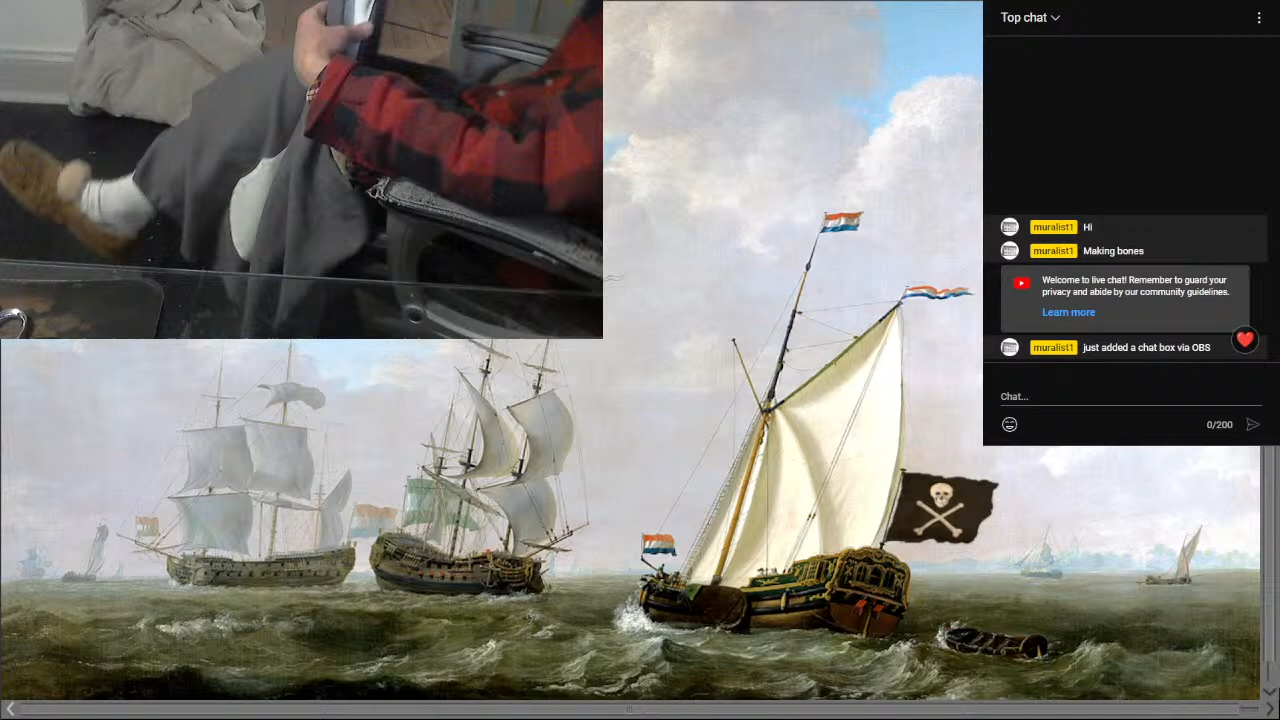 Top chat
muralist1 Hi
muralist1 Making bones
Welcome to live chat! Remember to guard your
privacy and abide by our community guidelines.
Learn more
muralist1 just added a chat box via OBS
Chat...
0/200